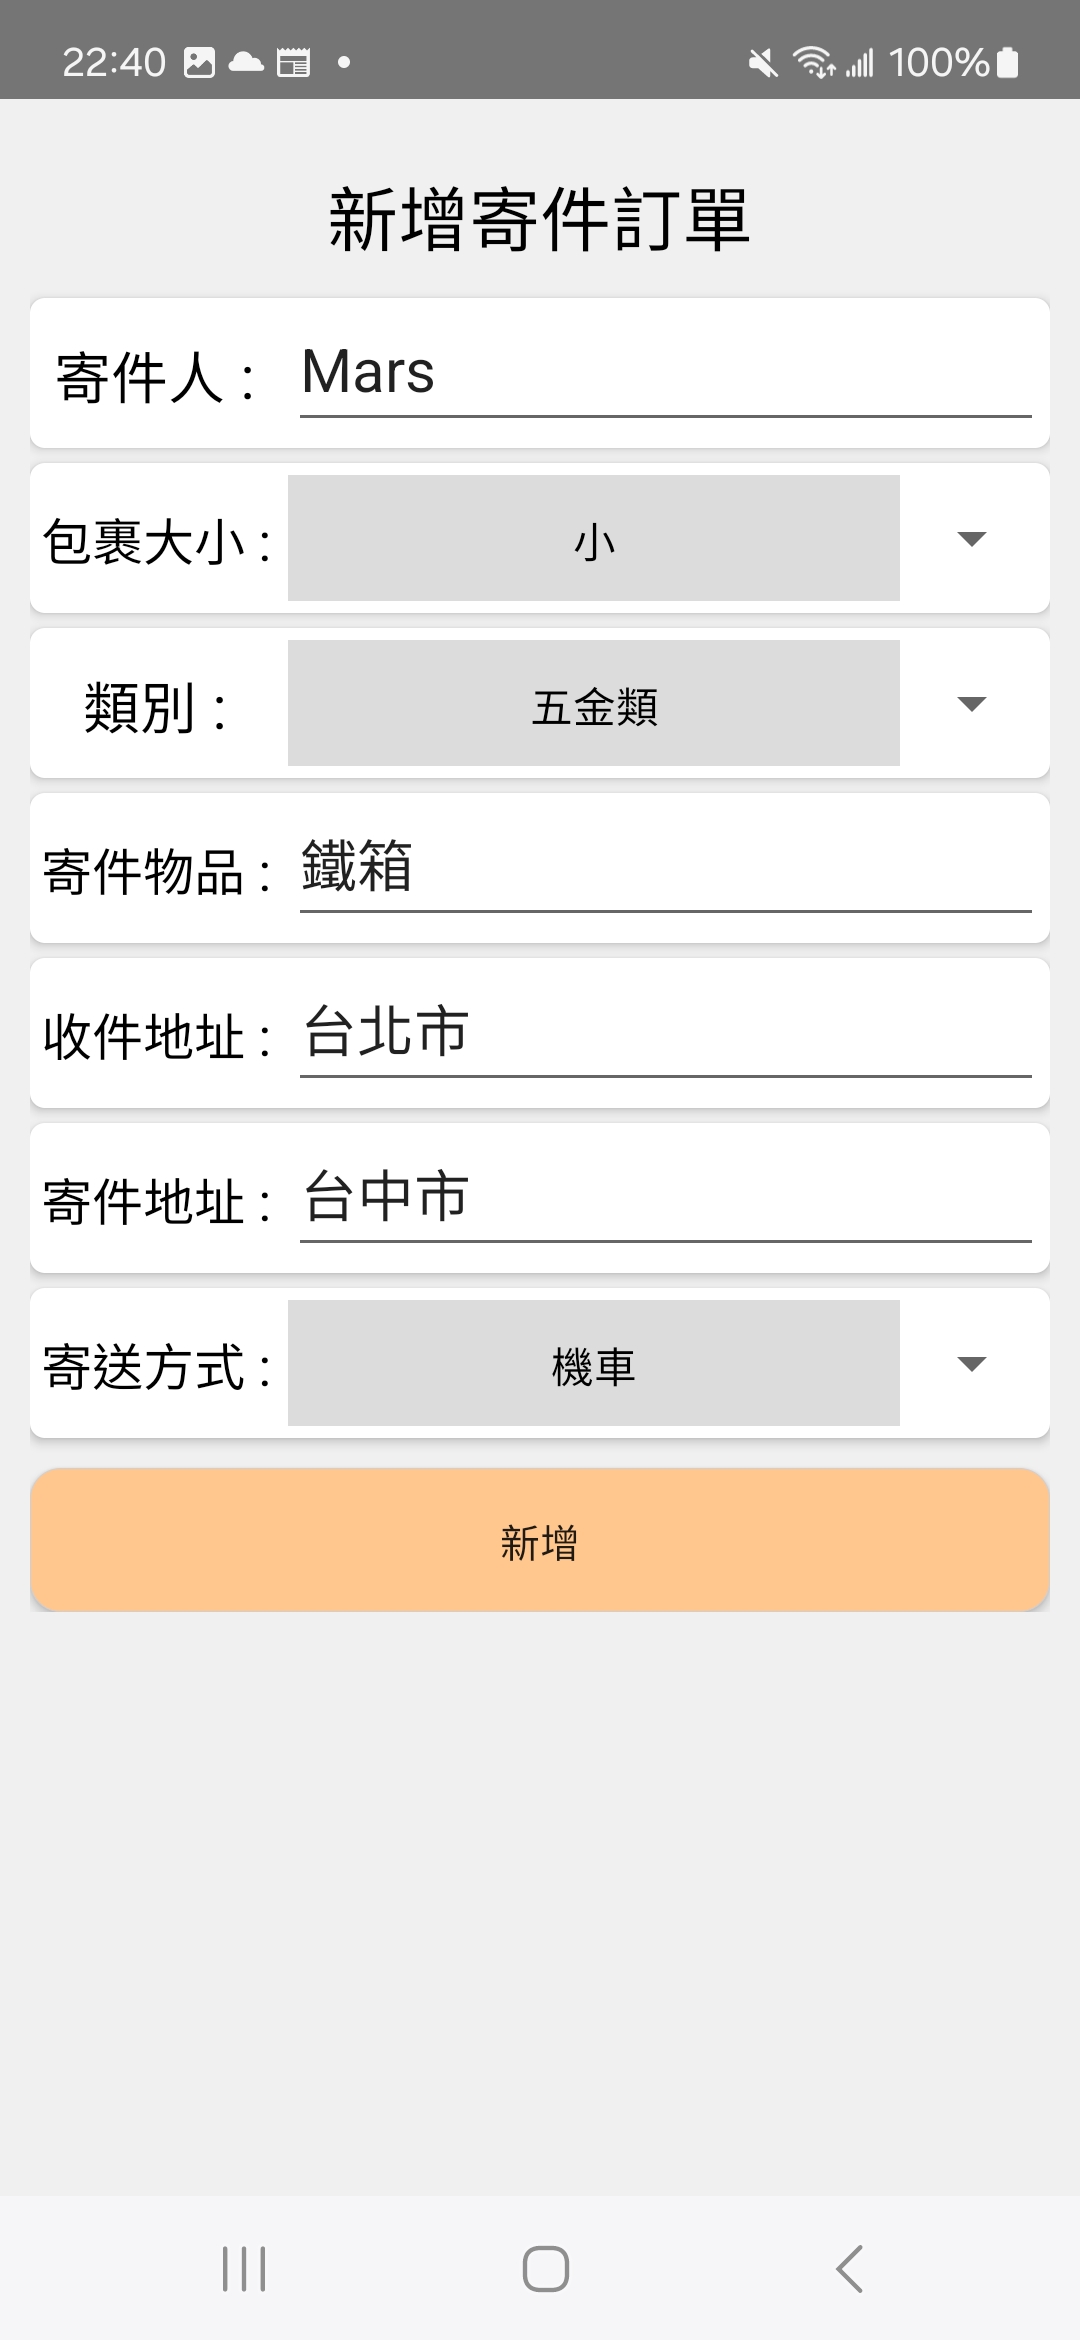 22:40 100%
新增寄件訂單
寄件人 : Mars
包裹大小 : 小
類別 : 五金類
寄件物品 : 鐵箱
收件地址 : 台北市
寄件地址 : 台中市
寄送方式 : 機車
新增